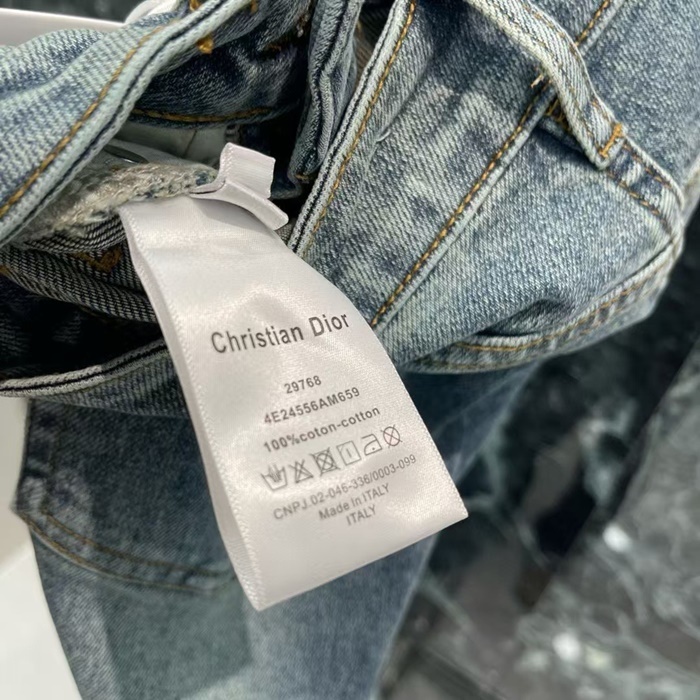 Christian Dior
29768
4E24556AM659
100%coton-cotton
CNPJ.02-046-336/0003-099
Made in ITALY
ITALY